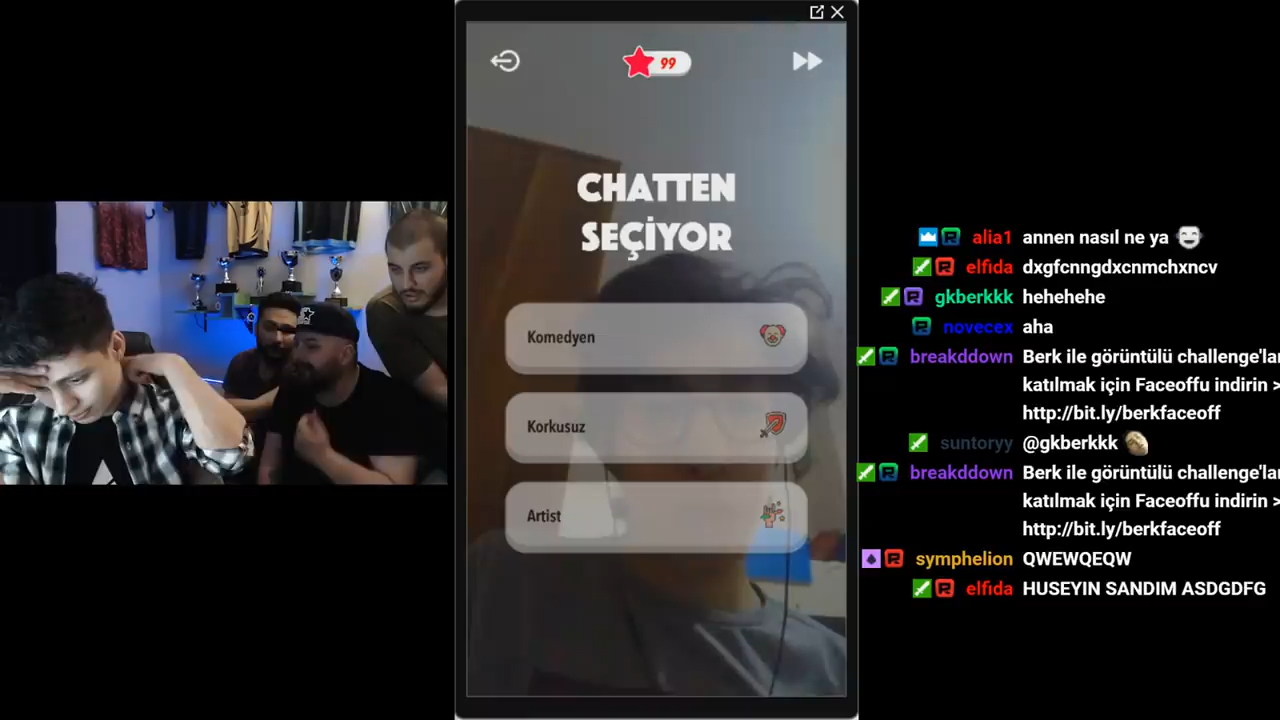 99
CHATTEN
SEÇİYOR
Komedyen
Korkusuz
Artist
alia1 annen nasıl ne ya
elfida dxgfcnngdxcnmchxncv
gkberkkk hehehehe
novecex aha
breakddown Berk ile görüntülü challenge'lar
katılmak için Faceoffu indirin >
http://bit.ly/berkfaceoff
suntoryy @gkberkkk
breakddown Berk ile görüntülü challenge'lar
katılmak için Faceoffu indirin >
http://bit.ly/berkfaceoff
symphelion QWEWQEQW
elfida HUSEYIN SANDIM ASDGDFG